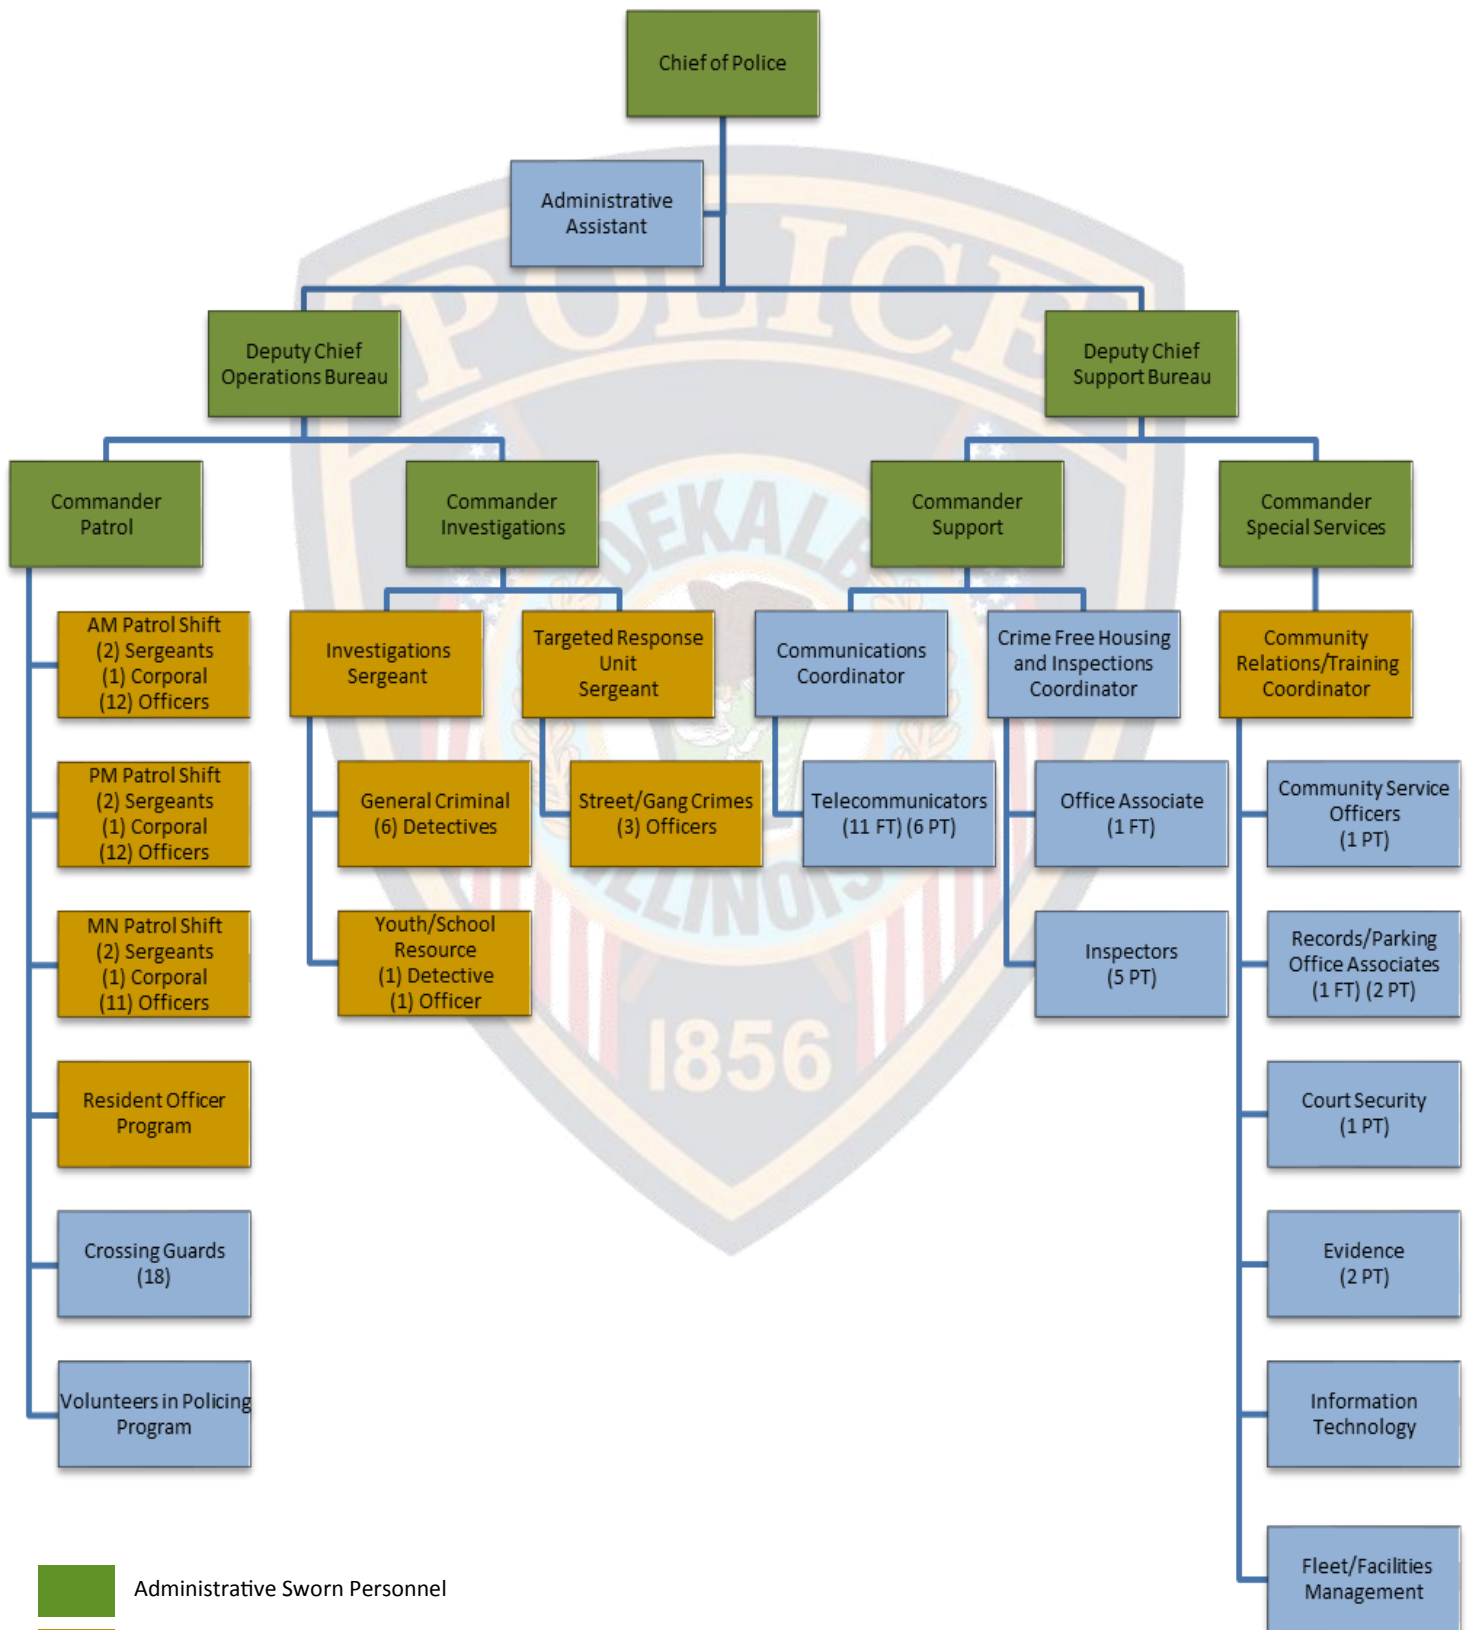 Chief of Police
Administrative
Assistant
Deputy Chief
Operations Bureau
Deputy Chief
Support Bureau
Commander
Patrol
Commander
Investigations
Commander
Support
Commander
Special Services
AM Patrol Shift
(2) Sergeants
(1) Corporal
(12) Officers
Investigations
Sergeant
Targeted Response
Unit
Sergeant
Communications
Coordinator
Crime Free Housing
and Inspections
Coordinator
Community
Relations/Training
Coordinator
PM Patrol Shift
(2) Sergeants
(1) Corporal
(12) Officers
General Criminal
(6) Detectives
Street/Gang Crimes
(3) Officers
Telecommunicators
(11 FT) (6 PT)
Office Associate
(1 FT)
Community Service
Officers
(1 PT)
MN Patrol Shift
(2) Sergeants
(1) Corporal
(11) Officers
Youth/School
Resource
(1) Detective
(1) Officer
Inspectors
(5 PT)
Records/Parking
Office Associates
(1 FT) (2 PT)
Resident Officer
Program
Court Security
(1 PT)
Crossing Guards
(18)
Evidence
(2 PT)
Volunteers in Policing
Program
Information
Technology
Fleet/Facilities
Management
Administrative Sworn Personnel
POLICE
DEKALB
ILLINOIS
1856